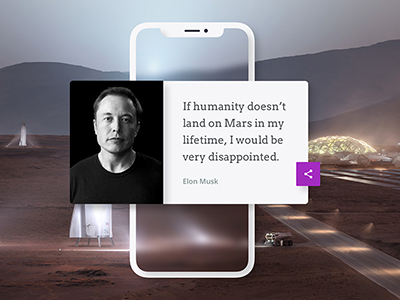 If humanity doesn’t
land on Mars in my
lifetime, I would be
very disappointed.
Elon Musk